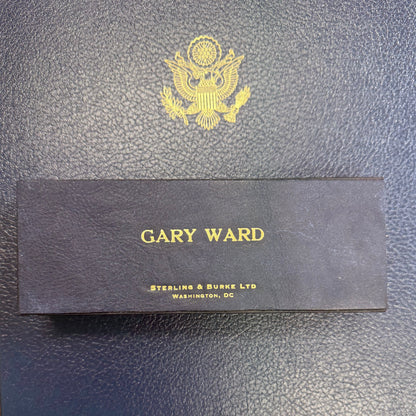 GARY WARD
STERLING & BURKE LTD
WASHINGTON, DC